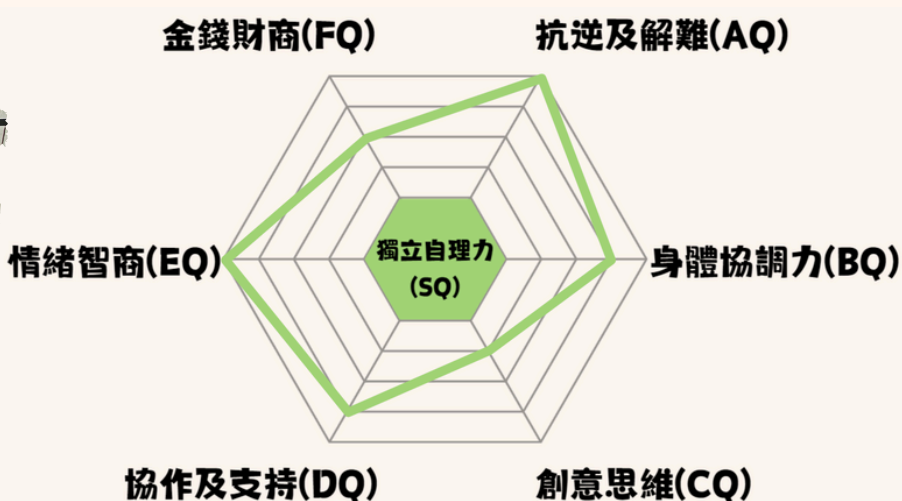 金錢財商(FQ)
抗逆及解難(AQ)
情緒智商(EQ)
獨立自理力
(SQ)
身體協調力(BQ)
協作及支持(DQ)
創意思維(CQ)